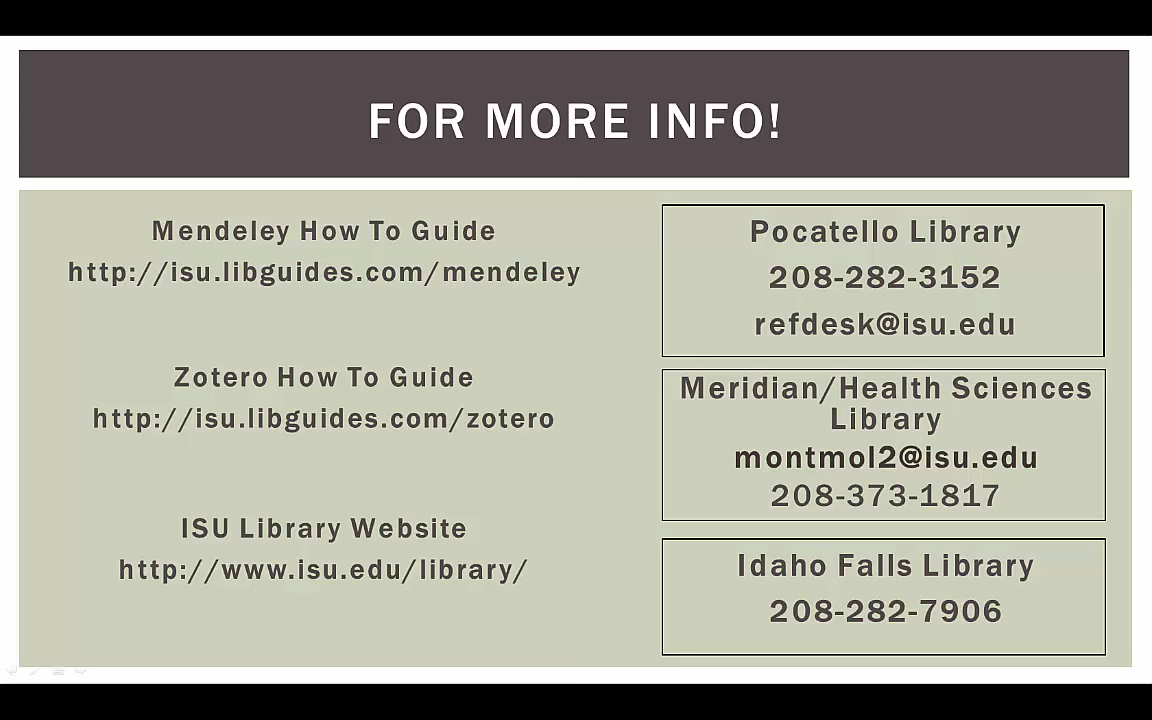 FOR MORE INFO!
Mendeley How To Guide
http://isu.libguides.com/mendeley
Zotero How To Guide
http://isu.libguides.com/zotero
ISU Library Website
http://www.isu.edu/library/
Pocatello Library
208-282-3152
refdesk@isu.edu
Meridian/Health Sciences
Library
montmol2@isu.edu
208-373-1817
Idaho Falls Library
208-282-7906